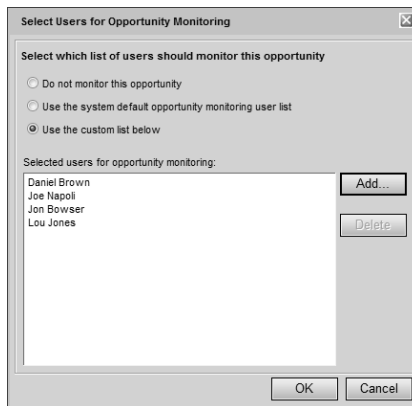 Select Users for Opportunity Monitoring
Select which list of users should monitor this opportunity
Do not monitor this opportunity
Use the system default opportunity monitoring user list
Use the custom list below
Selected users for opportunity monitoring:
Daniel Brown
Joe Napoli
Jon Bowser
Lou Jones
Add...
Delete
OK
Cancel